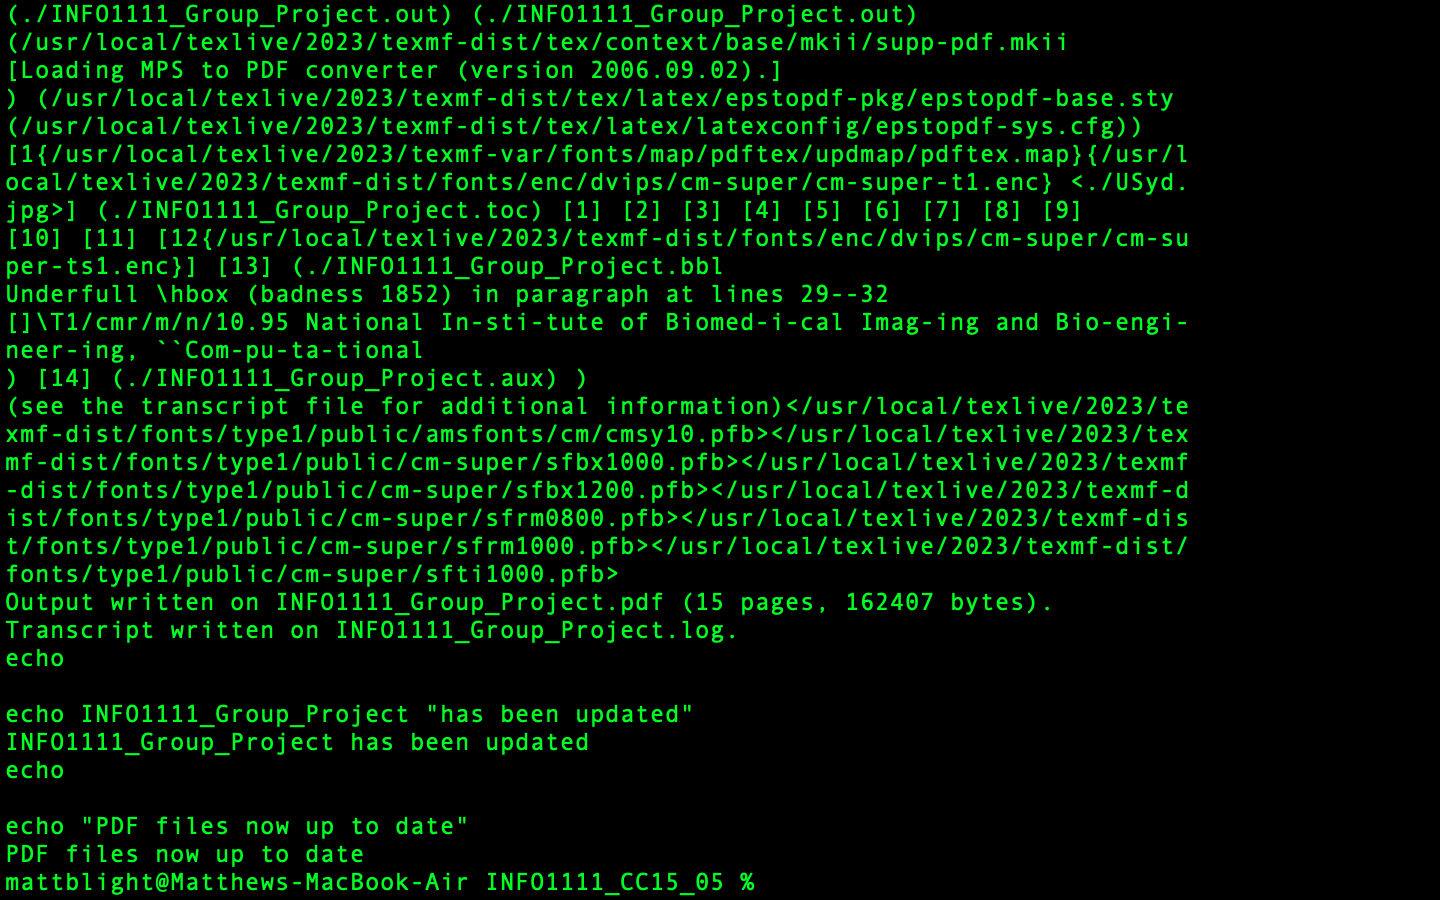 (./INFO1111_Group_Project.out) (./INFO1111_Group_Project.out)
(/usr/local/texlive/2023/texmf-dist/tex/context/base/mkii/supp-pdf.mkii
[Loading MPS to PDF converter (version 2006.09.02).]
) (/usr/local/texlive/2023/texmf-dist/tex/latex/epstopdf-pkg/epstopdf-base.sty
(/usr/local/texlive/2023/texmf-dist/tex/latex/latexconfig/epstopdf-sys.cfg))
[1{/usr/local/texlive/2023/texmf-var/fonts/map/pdftex/updmap/pdftex.map}{/usr/l
ocal/texlive/2023/texmf-dist/fonts/enc/dvips/cm-super/cm-super-t1.enc} <./USyd.
jpg>] (./INFO1111_Group_Project.toc) [1] [2] [3] [4] [5] [6] [7] [8] [9]
[10] [11] [12{/usr/local/texlive/2023/texmf-dist/fonts/enc/dvips/cm-super/cm-su
per-ts1.enc}] [13] (./INFO1111_Group_Project.bbl
Underfull \hbox (badness 1852) in paragraph at lines 29--32
[]\T1/cmr/m/n/10.95 National In-sti-tute of Biomed-i-cal Imag-ing and Bio-engi-
neer-ing, ``Com-pu-ta-tional
) [14] (./INFO1111_Group_Project.aux) )
(see the transcript file for additional information)</usr/local/texlive/2023/te
xmf-dist/fonts/type1/public/amsfonts/cm/cmsy10.pfb></usr/local/texlive/2023/tex
mf-dist/fonts/type1/public/cm-super/sfbx1000.pfb></usr/local/texlive/2023/texmf
-dist/fonts/type1/public/cm-super/sfbx1200.pfb></usr/local/texlive/2023/texmf-d
ist/fonts/type1/public/cm-super/sfrm0800.pfb></usr/local/texlive/2023/texmf-dis
t/fonts/type1/public/cm-super/sfrm1000.pfb></usr/local/texlive/2023/texmf-dist/
fonts/type1/public/cm-super/sfti1000.pfb>
Output written on INFO1111_Group_Project.pdf (15 pages, 162407 bytes).
Transcript written on INFO1111_Group_Project.log.
echo
echo INFO1111_Group_Project "has been updated"
INFO1111_Group_Project has been updated
echo
echo "PDF files now up to date"
PDF files now up to date
mattblight@Matthews-MacBook-Air INFO1111_CC15_05 %